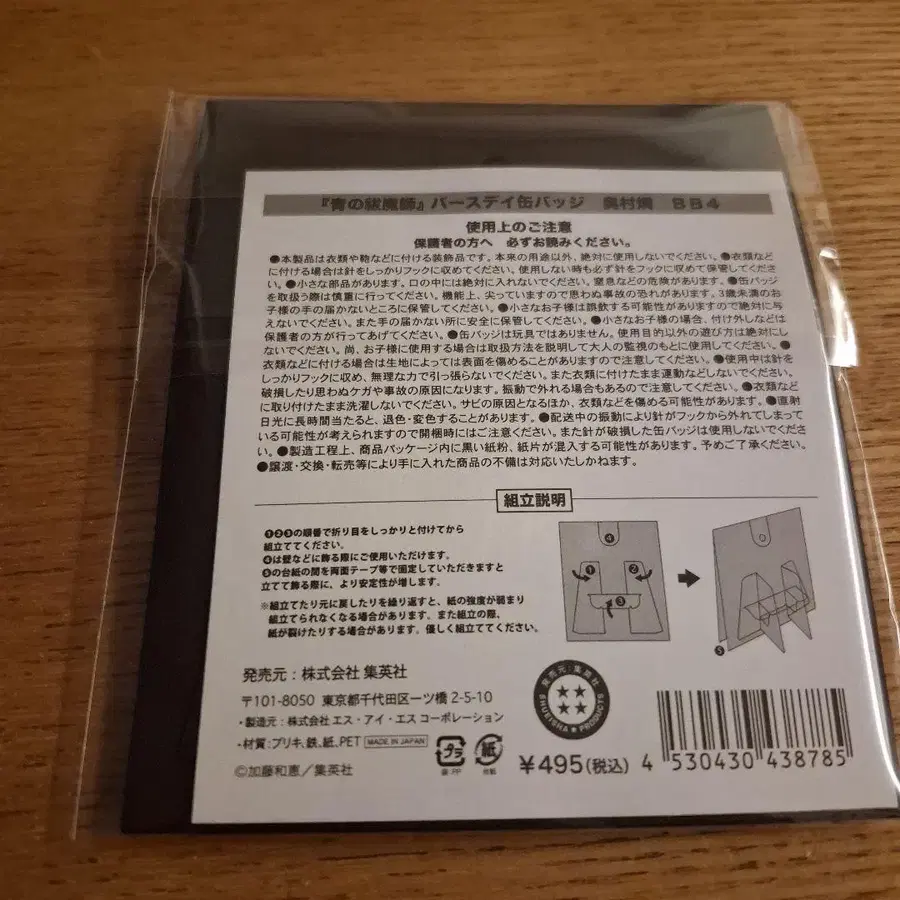 『青の祓魔師』バースデイ缶バッジ 奥村燐 BB4
使用上のご注意
保護者の方へ 必ずお読みください。
●本製品は衣類や鞄などに付ける装飾品です。本来の用途以外、絶対に使用しないでください。●衣類など
に付ける場合は針をしっかりフックに収めてください。使用しない時も必ず針をフックに収めて保管してくださ
い。●小さな部品があります。口の中には絶対に入れないでください。窒息などの危険があります。●缶バッジ
を取扱う際は慎重に行ってください。機能上、尖っていますので思わぬ事故の恐れがあります。3歳未満のお
子様の手の届かないところに保管してください。●小さなお子様は誤飲する可能性がありますので絶対に与
えないでください。また手の届かない所に安全に保管してください。●小さなお子様の場合、付け外しなどは
保護者の方が行ってあげてください。●缶バッジは玩具ではありません。使用目的以外の遊び方は絶対にし
ないでください。尚、お子様に使用する場合は取扱方法を説明して大人の監視のもとに使用してください。●
衣類などに付ける場合は生地によっては表面を傷めることがありますので注意してください。●使用中は針を
しっかりフックに収め、無理な力で引っ張らないでください。また衣類に付けたまま運動などしないでください。
破損したり思わぬケガや事故の原因になります。振動で外れる場合もあるので注意してください。●衣類など
に取り付けたまま洗濯しないでください。サビの原因となるほか、衣類などを傷める可能性があります。●直射
日光に長時間当たると、退色・変色することがあります。●配送中の振動により針がフックから外れてしまって
いる可能性が考えられますので開梱時にはご注意ください。また針が破損した缶バッジは使用しないでくださ
い。●製造工程上、商品パッケージ内に黒い紙粉、紙片が混入する可能性があります。予めご了承ください。
●譲渡・交換・転売等により手に入れた商品の不備は対応いたしかねます。
組立説明
❶❷❸の順番で折り目をしっかりと付けてから
組立ててください。
❹は壁などに飾る際にご使用いただけます。
❺の台紙の間を両面テープ等で固定していただきますと
立てて飾る際に、より安定性が増します。
※組立てたり元に戻したりを繰り返すと、紙の強度が弱まり
組立てられなくなる場合があります。また組立の際、
紙が裂けたりする場合があります。優しく組立ててください。
❹
❶ ❷
❸
❺
発売元：株式会社 集英社
〒101-8050 東京都千代田区一ツ橋 2-5-10
・製造元：株式会社 エス・アイ・エス コーポレーション
・材質：ブリキ、鉄、紙、PET MADE IN JAPAN
©加藤和恵／集英社
発売元：集英社
SHUEISHA PRODUCTS
プラ
袋:PP
紙
台紙
¥495(税込)
4 530430 438785